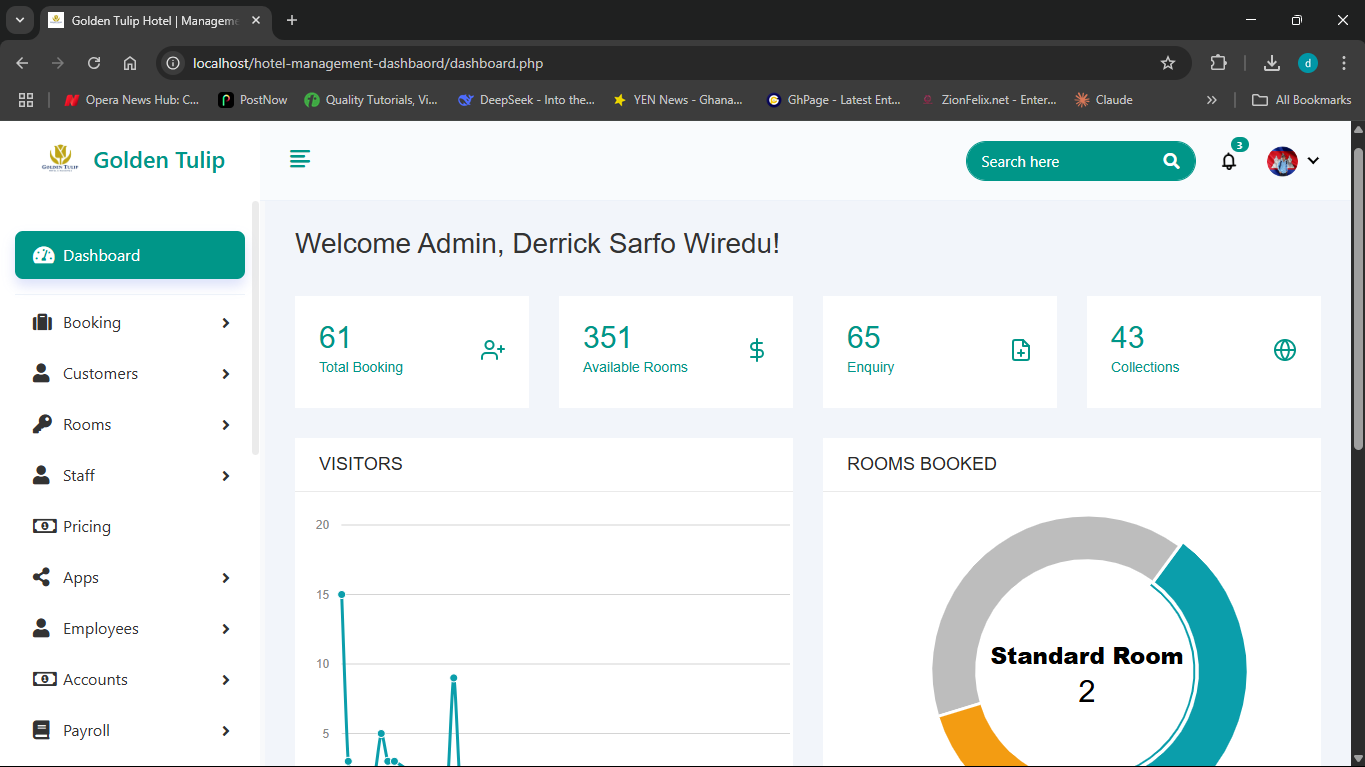 Golden Tulip Hotel | Manageme
localhost/hotel-management-dashbaord/dashboard.php
d
Opera News Hub: C...
PostNow
Quality Tutorials, Vi...
DeepSeek - Into the...
YEN News - Ghana...
GhPage - Latest Ent...
ZionFelix.net - Enter...
Claude
All Bookmarks
GOLDEN TULIP
Golden Tulip
Search here
3
Dashboard
Booking
Customers
Rooms
Staff
Pricing
Apps
Employees
Accounts
Payroll
Welcome Admin, Derrick Sarfo Wiredu!
61
Total Booking
351
Available Rooms
65
Enquiry
43
Collections
VISITORS
20
15
10
5
ROOMS BOOKED
Standard Room
2